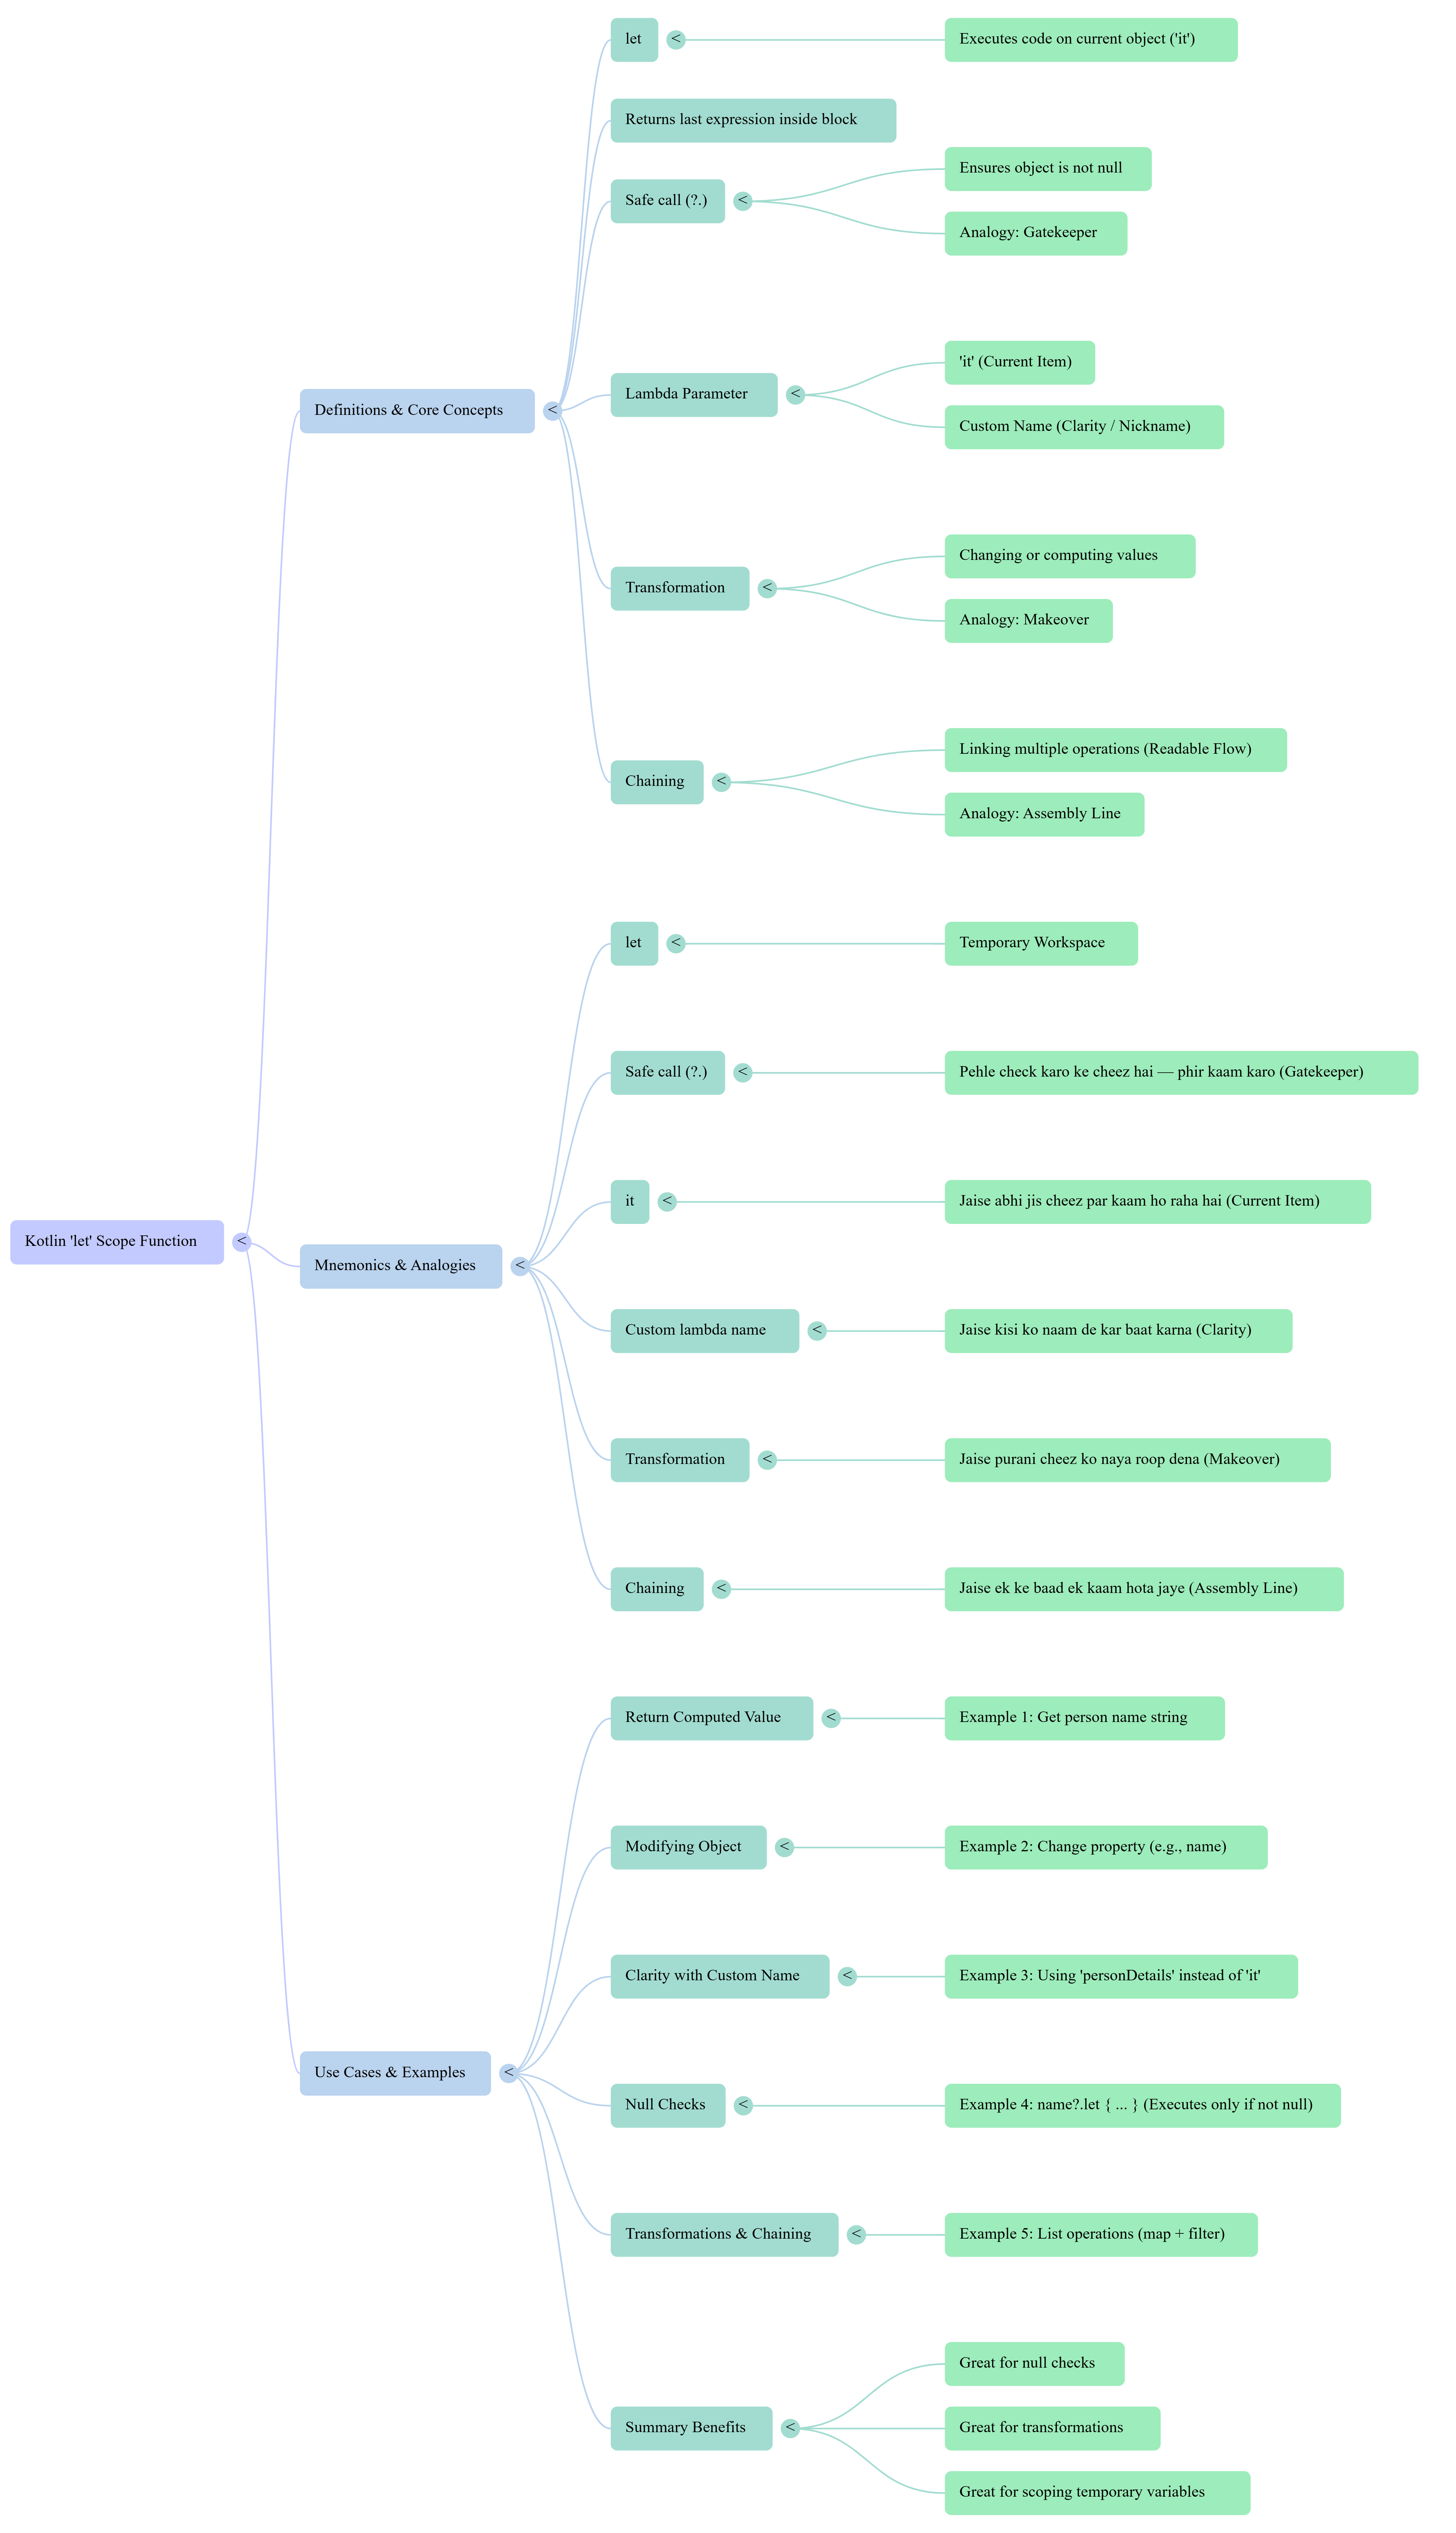 Kotlin 'let' Scope Function
<
Definitions & Core Concepts
<
let
<
Executes code on current object ('it')
Returns last expression inside block
Safe call (?.)
<
Ensures object is not null
Analogy: Gatekeeper
Lambda Parameter
<
'it' (Current Item)
Custom Name (Clarity / Nickname)
Transformation
<
Changing or computing values
Analogy: Makeover
Chaining
<
Linking multiple operations (Readable Flow)
Analogy: Assembly Line
Mnemonics & Analogies
<
let
<
Temporary Workspace
Safe call (?.)
<
Pehle check karo ke cheez hai — phir kaam karo (Gatekeeper)
it
<
Jaise abhi jis cheez par kaam ho raha hai (Current Item)
Custom lambda name
<
Jaise kisi ko naam de kar baat karna (Clarity)
Transformation
<
Jaise purani cheez ko naya roop dena (Makeover)
Chaining
<
Jaise ek ke baad ek kaam hota jaye (Assembly Line)
Use Cases & Examples
<
Return Computed Value
<
Example 1: Get person name string
Modifying Object
<
Example 2: Change property (e.g., name)
Clarity with Custom Name
<
Example 3: Using 'personDetails' instead of 'it'
Null Checks
<
Example 4: name?.let { ... } (Executes only if not null)
Transformations & Chaining
<
Example 5: List operations (map + filter)
Summary Benefits
<
Great for null checks
Great for transformations
Great for scoping temporary variables